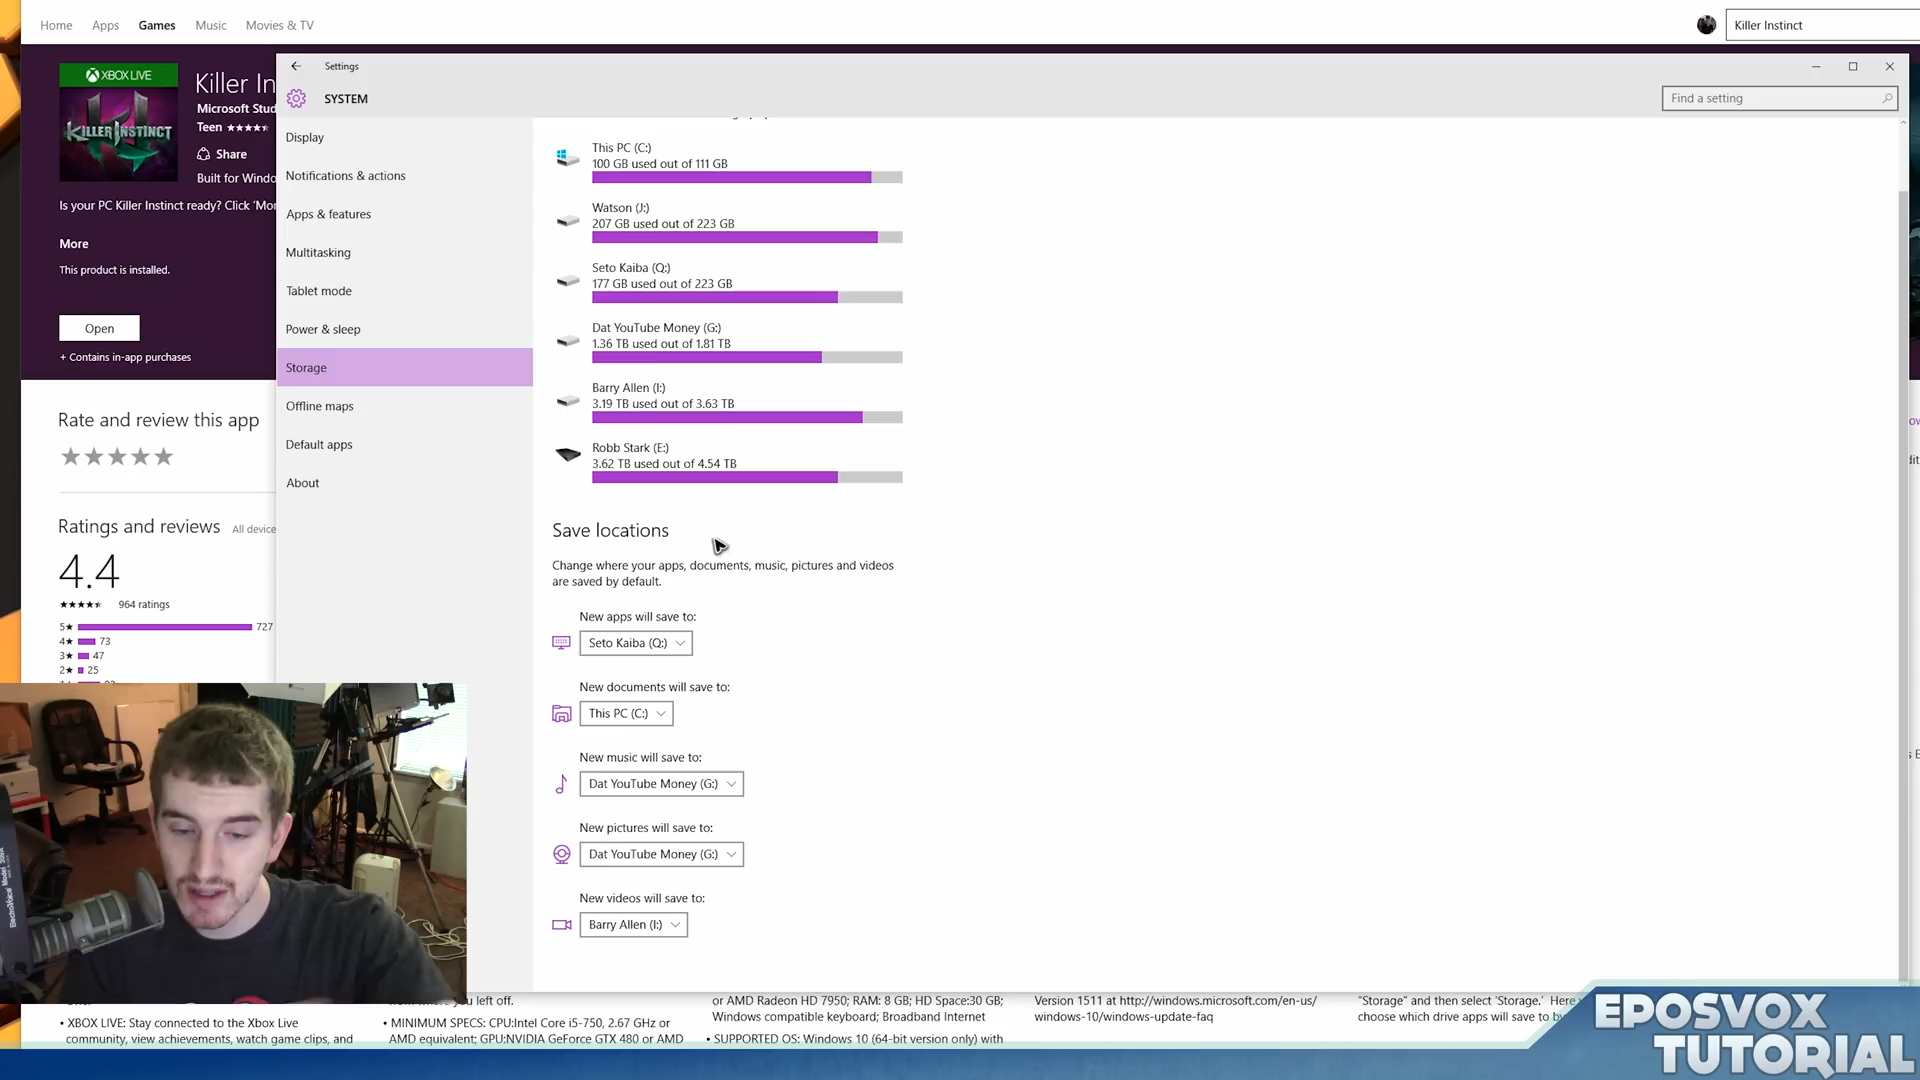 Home Apps Games Music Movies & TV
Killer Instinct
XBOX LIVE
KILLER INSTINCT
Killer In
Microsoft Stud
Teen
Share
Built for Windo
Is your PC Killer Instinct ready? Click 'Mor
More
This product is installed.
Open
+ Contains in-app purchases
Rate and review this app
Ratings and reviews All device
4.4
964 ratings
5★ 727
4★ 73
3★ 47
2★ 25
Settings
SYSTEM
Find a setting
Display
Notifications & actions
Apps & features
Multitasking
Tablet mode
Power & sleep
Storage
Offline maps
Default apps
About
This PC (C:)
100 GB used out of 111 GB
Watson (J:)
207 GB used out of 223 GB
Seto Kaiba (Q:)
177 GB used out of 223 GB
Dat YouTube Money (G:)
1.36 TB used out of 1.81 TB
Barry Allen (I:)
3.19 TB used out of 3.63 TB
Robb Stark (E:)
3.62 TB used out of 4.54 TB
Save locations
Change where your apps, documents, music, pictures and videos
are saved by default.
New apps will save to:
Seto Kaiba (Q:)
New documents will save to:
This PC (C:)
New music will save to:
Dat YouTube Money (G:)
New pictures will save to:
Dat YouTube Money (G:)
New videos will save to:
Barry Allen (I:)
• XBOX LIVE: Stay connected to the Xbox Live
community, view achievements, watch game clips, and
u left off.
• MINIMUM SPECS: CPU:Intel Core i5-750, 2.67 GHz or
AMD equivalent; GPU:NVIDIA GeForce GTX 480 or AMD
or AMD Radeon HD 7950; RAM: 8 GB; HD Space:30 GB;
Windows compatible keyboard; Broadband Internet
• SUPPORTED OS: Windows 10 (64-bit version only) with
Version 1511 at http://windows.microsoft.com/en-us/
windows-10/windows-update-faq
"Storage" and then select 'Storage.' Here
choose which drive apps will save to by
EPOSVOX
TUTORIAL